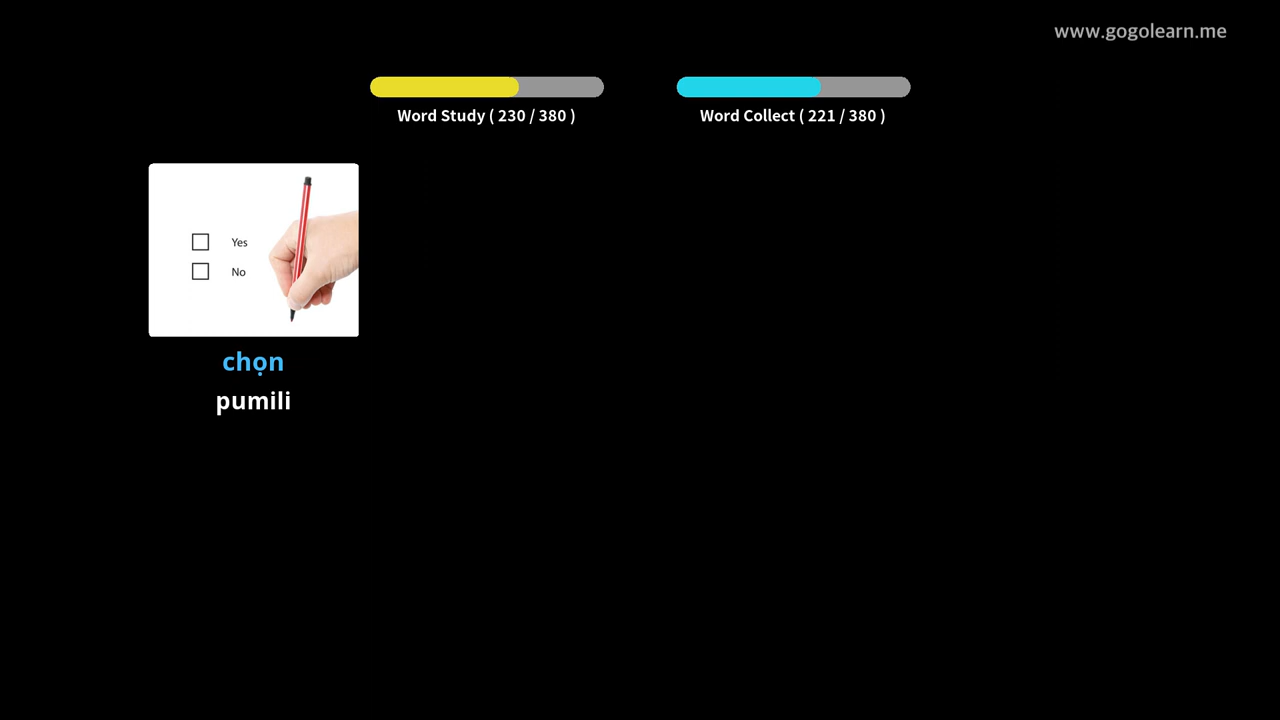 www.gogolearn.me
Word Study ( 230 / 380 )
Word Collect ( 221 / 380 )
Yes
No
chọn
pumili